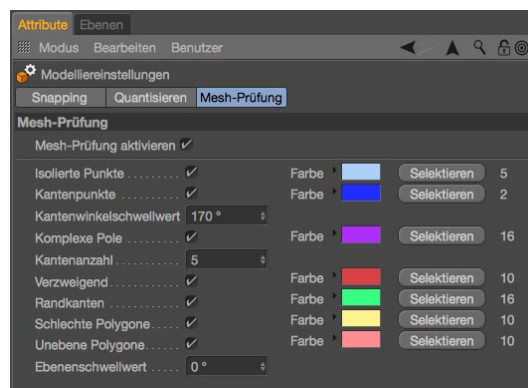 Attribute Ebenen
Modus Bearbeiten Benutzer
Modelliereinstellungen
Snapping Quantisieren Mesh-Prüfung
Mesh-Prüfung
Mesh-Prüfung aktivieren
Isolierte Punkte Farbe Selektieren 5
Kantenpunkte Farbe Selektieren 2
Kantenwinkelschwellwert 170 °
Komplexe Pole Farbe Selektieren 16
Kantenanzahl 5
Verzweigend Farbe Selektieren 10
Randkanten Farbe Selektieren 16
Schlechte Polygone Farbe Selektieren 10
Unebene Polygone Farbe Selektieren 10
Ebenenschwellwert 0 °